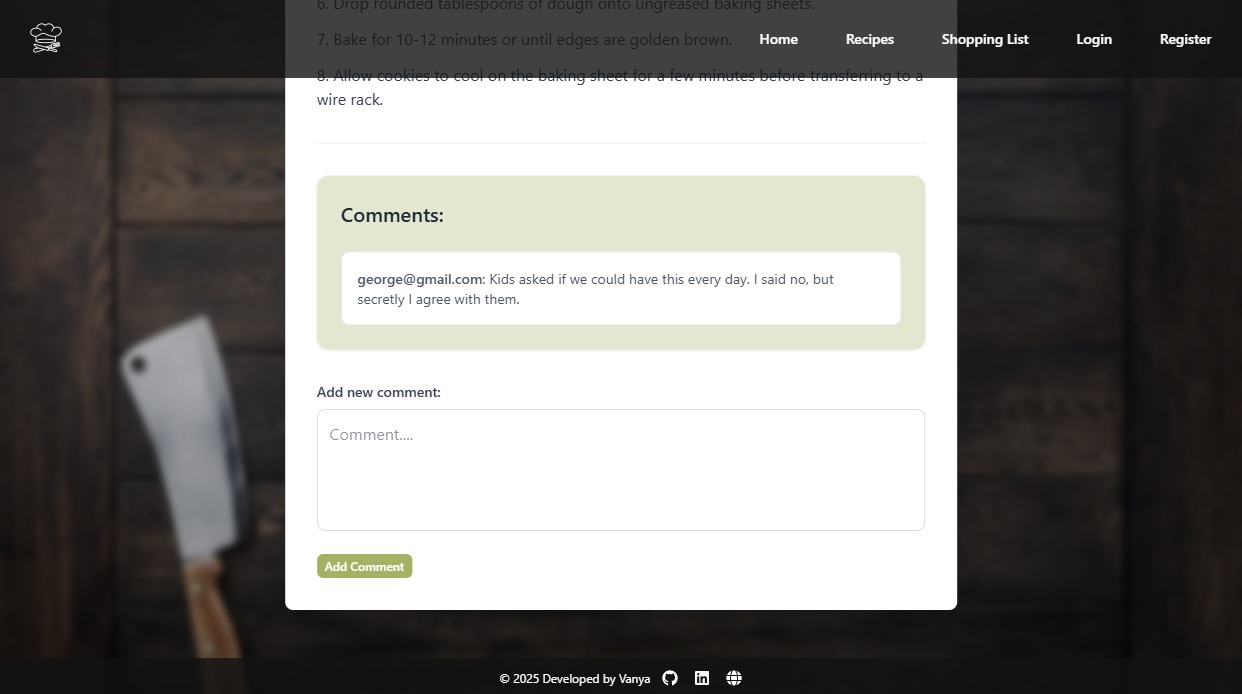 6. Drop rounded tablespoons of dough onto ungreased baking sheets.
7. Bake for 10-12 minutes or until edges are golden brown.
Home
Recipes
Shopping List
Login
Register
8. Allow cookies to cool on the baking sheet for a few minutes before transferring to a
wire rack.
Comments:
george@gmail.com: Kids asked if we could have this every day. I said no, but
secretly I agree with them.
Add new comment:
Comment....
Add Comment
© 2025 Developed by Vanya